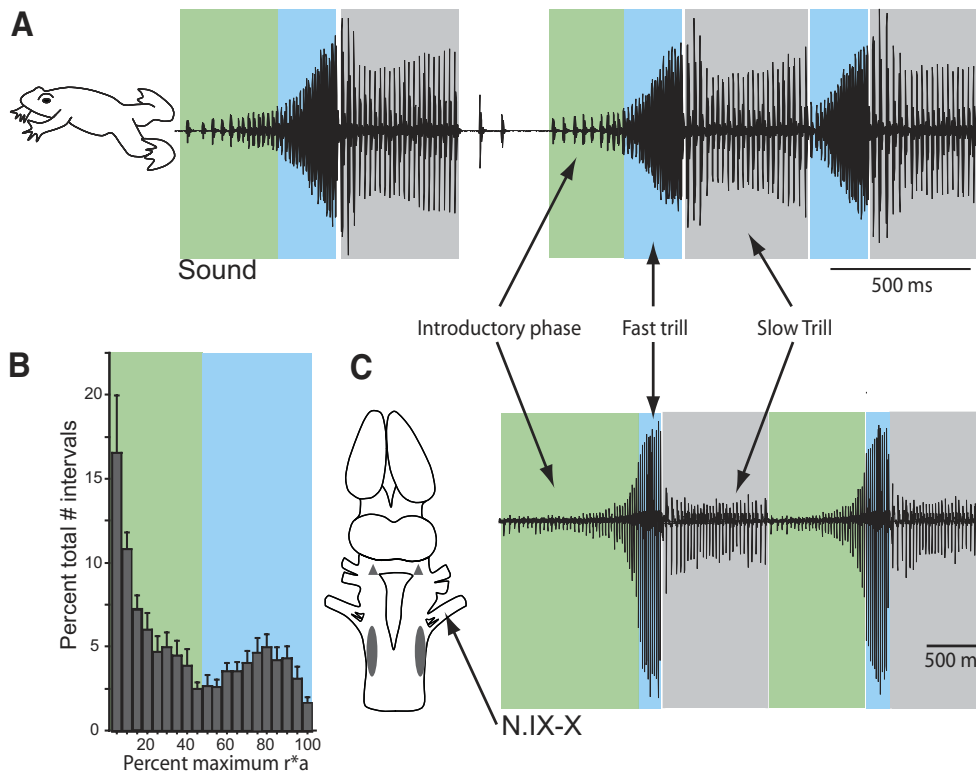 A
Sound
500 ms
Introductory phase
Fast trill
Slow Trill
B
Percent total # intervals
20
15
10
5
0
20
40
60
80
100
Percent maximum r*a
C
N.IX-X
500 m